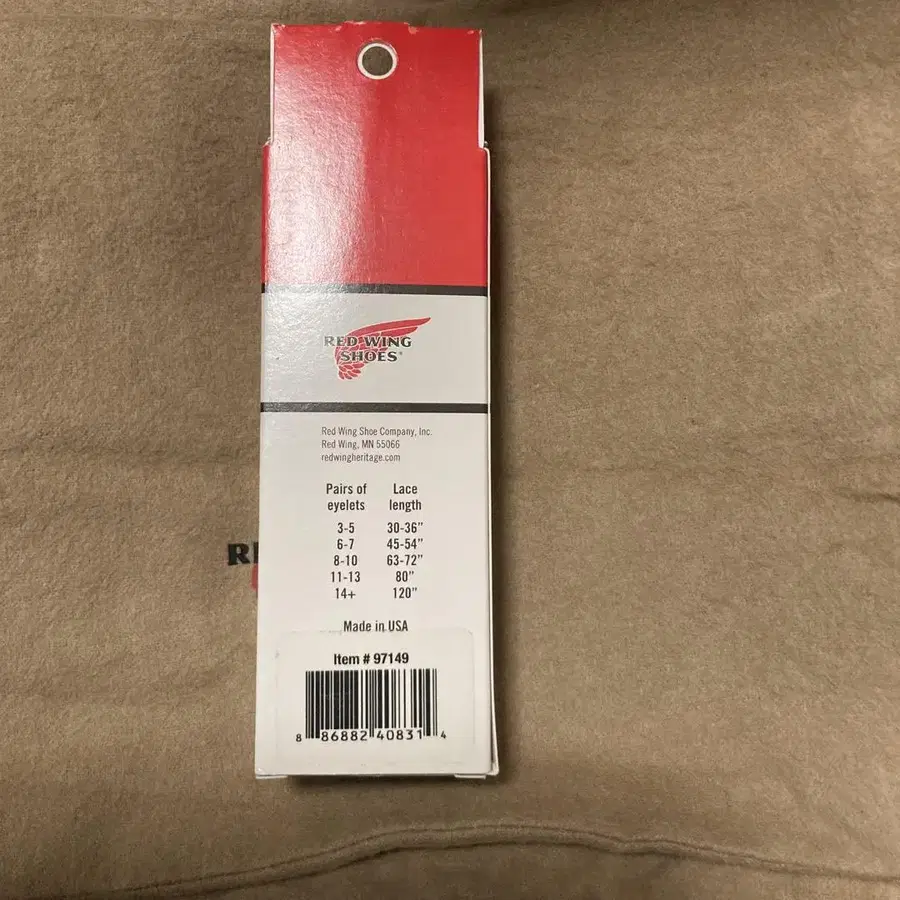 RED WING
SHOES®
Red Wing Shoe Company, Inc.
Red Wing, MN 55066
redwingheritage.com
Pairs of eyelets Lace length
3-5 30-36"
6-7 45-54"
8-10 63-72"
11-13 80"
14+ 120"
Made in USA
Item # 97149
8 86882 40831 4